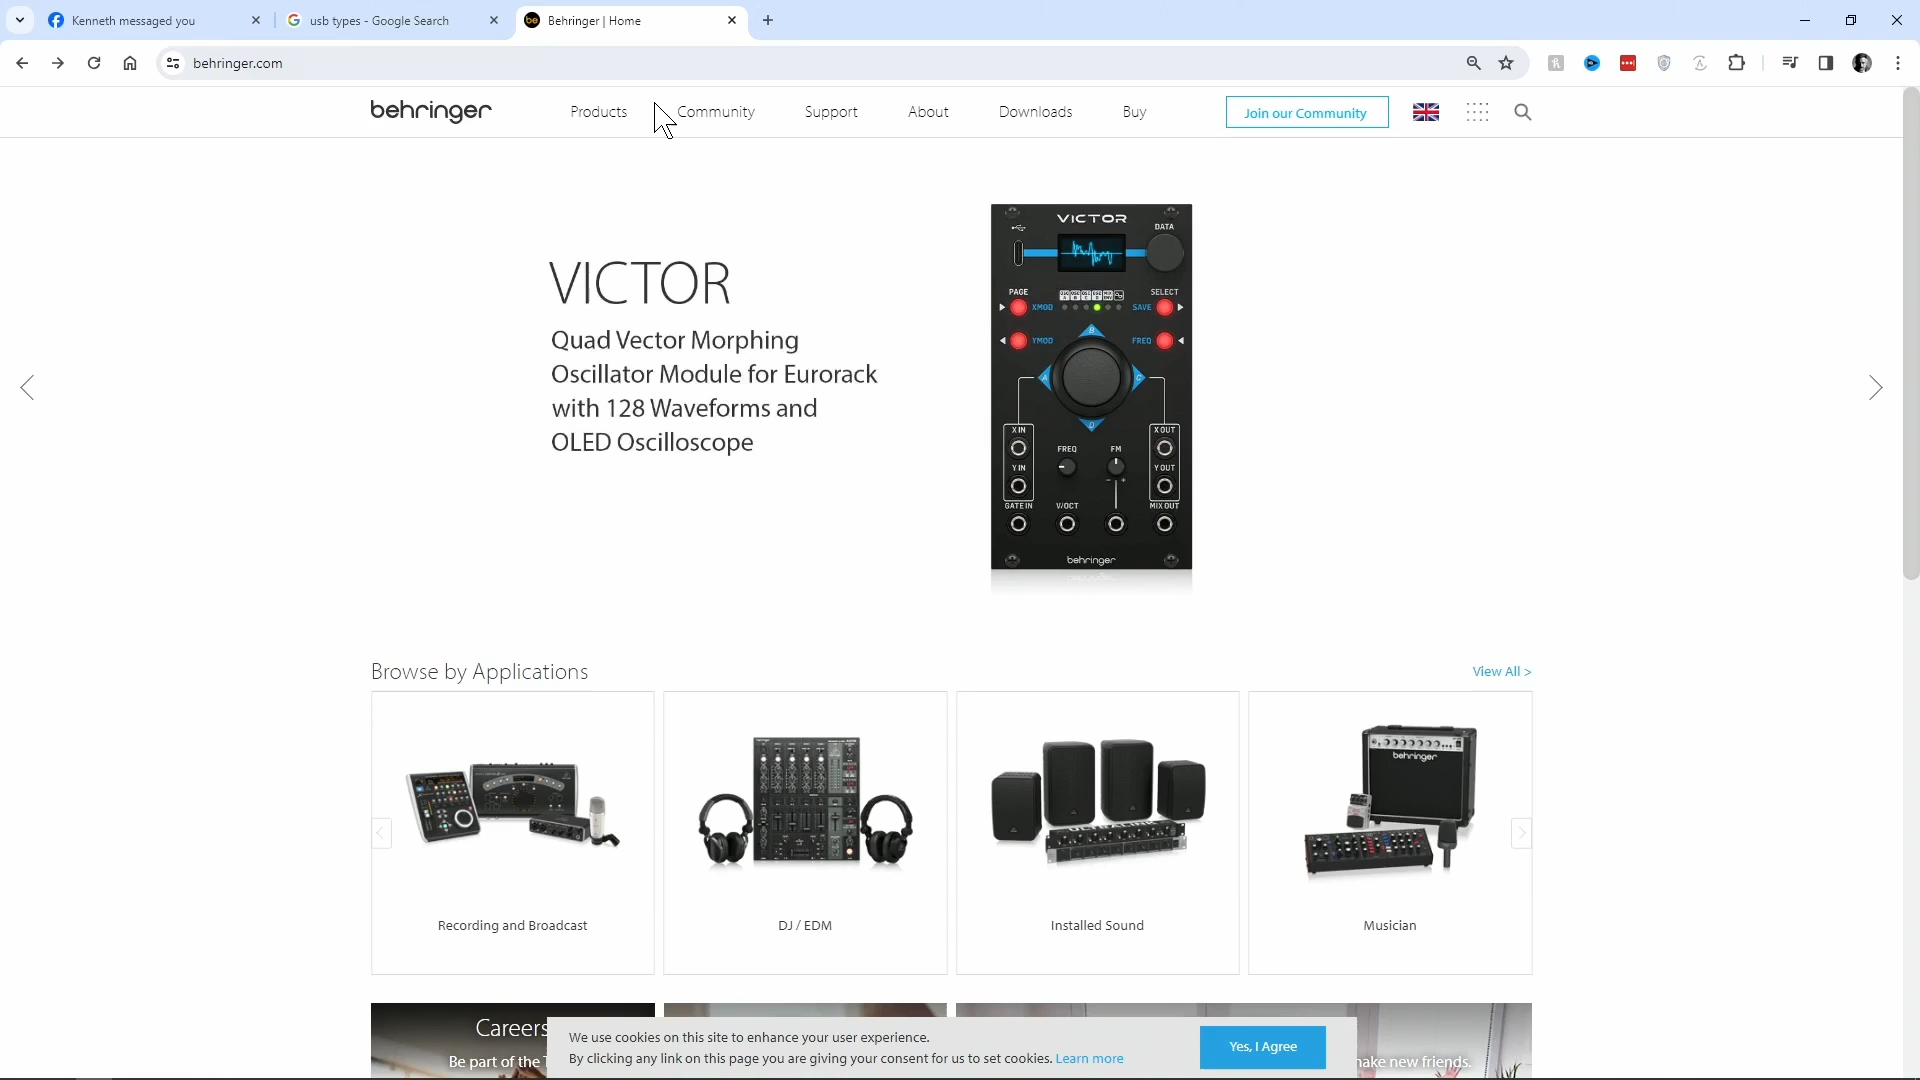 Kenneth messaged you
usb types - Google Search
Behringer | Home
behringer.com
behringer
Products
Community
Support
About
Downloads
Buy
Join our Community
VICTOR
Quad Vector Morphing
Oscillator Module for Eurorack
with 128 Waveforms and
OLED Oscilloscope
VICTOR
DATA
PAGE
SELECT
XMOD
SAVE
YMOD
FREQ
B
A
C
D
X IN
X OUT
FREQ
FM
Y IN
Y OUT
GATE IN
V/OCT
MIX OUT
behringer
Browse by Applications
View All >
behringer
Recording and Broadcast
DJ / EDM
Installed Sound
Musician
Careers
Be part of the
make new friends.
We use cookies on this site to enhance your user experience.
By clicking any link on this page you are giving your consent for us to set cookies. Learn more
Yes, I Agree